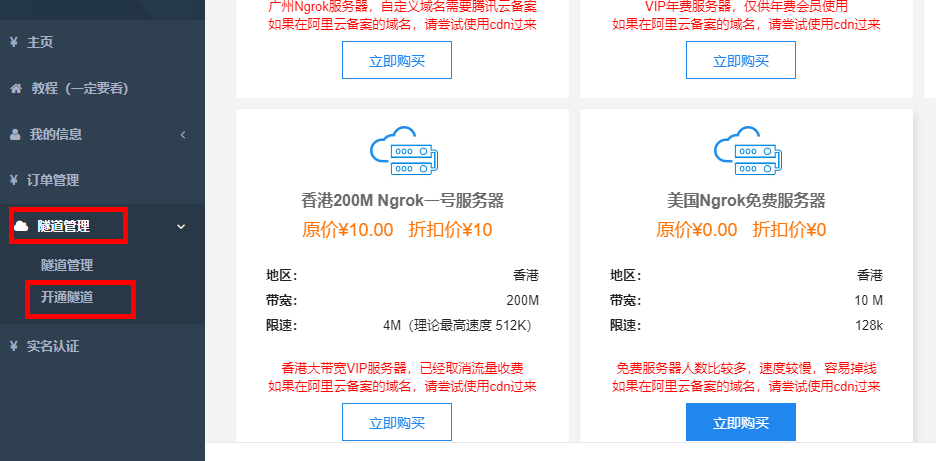 ¥ 主页
教程（一定要看)
我的信息
¥ 订单管理
隧道管理
隧道管理
开通隧道
¥ 实名认证
广州Ngrok服务器，自定义域名需要腾讯云备案
如果在阿里云备案的域名，请尝试使用cdn过来
立即购买
VIP年费服务器，仅供年费会员使用
如果在阿里云备案的域名，请尝试使用cdn过来
立即购买
香港200M Ngrok一号服务器
原价¥10.00 折扣价¥10
地区： 香港
带宽： 200M
限速： 4M（理论最高速度 512K）
香港大带宽VIP服务器，已经取消流量收费
如果在阿里云备案的域名，请尝试使用cdn过来
立即购买
美国Ngrok免费服务器
原价¥0.00 折扣价¥0
地区： 香港
带宽： 10 M
限速： 128k
免费服务器人数比较多，速度较慢，容易掉线
如果在阿里云备案的域名，请尝试使用cdn过来
立即购买